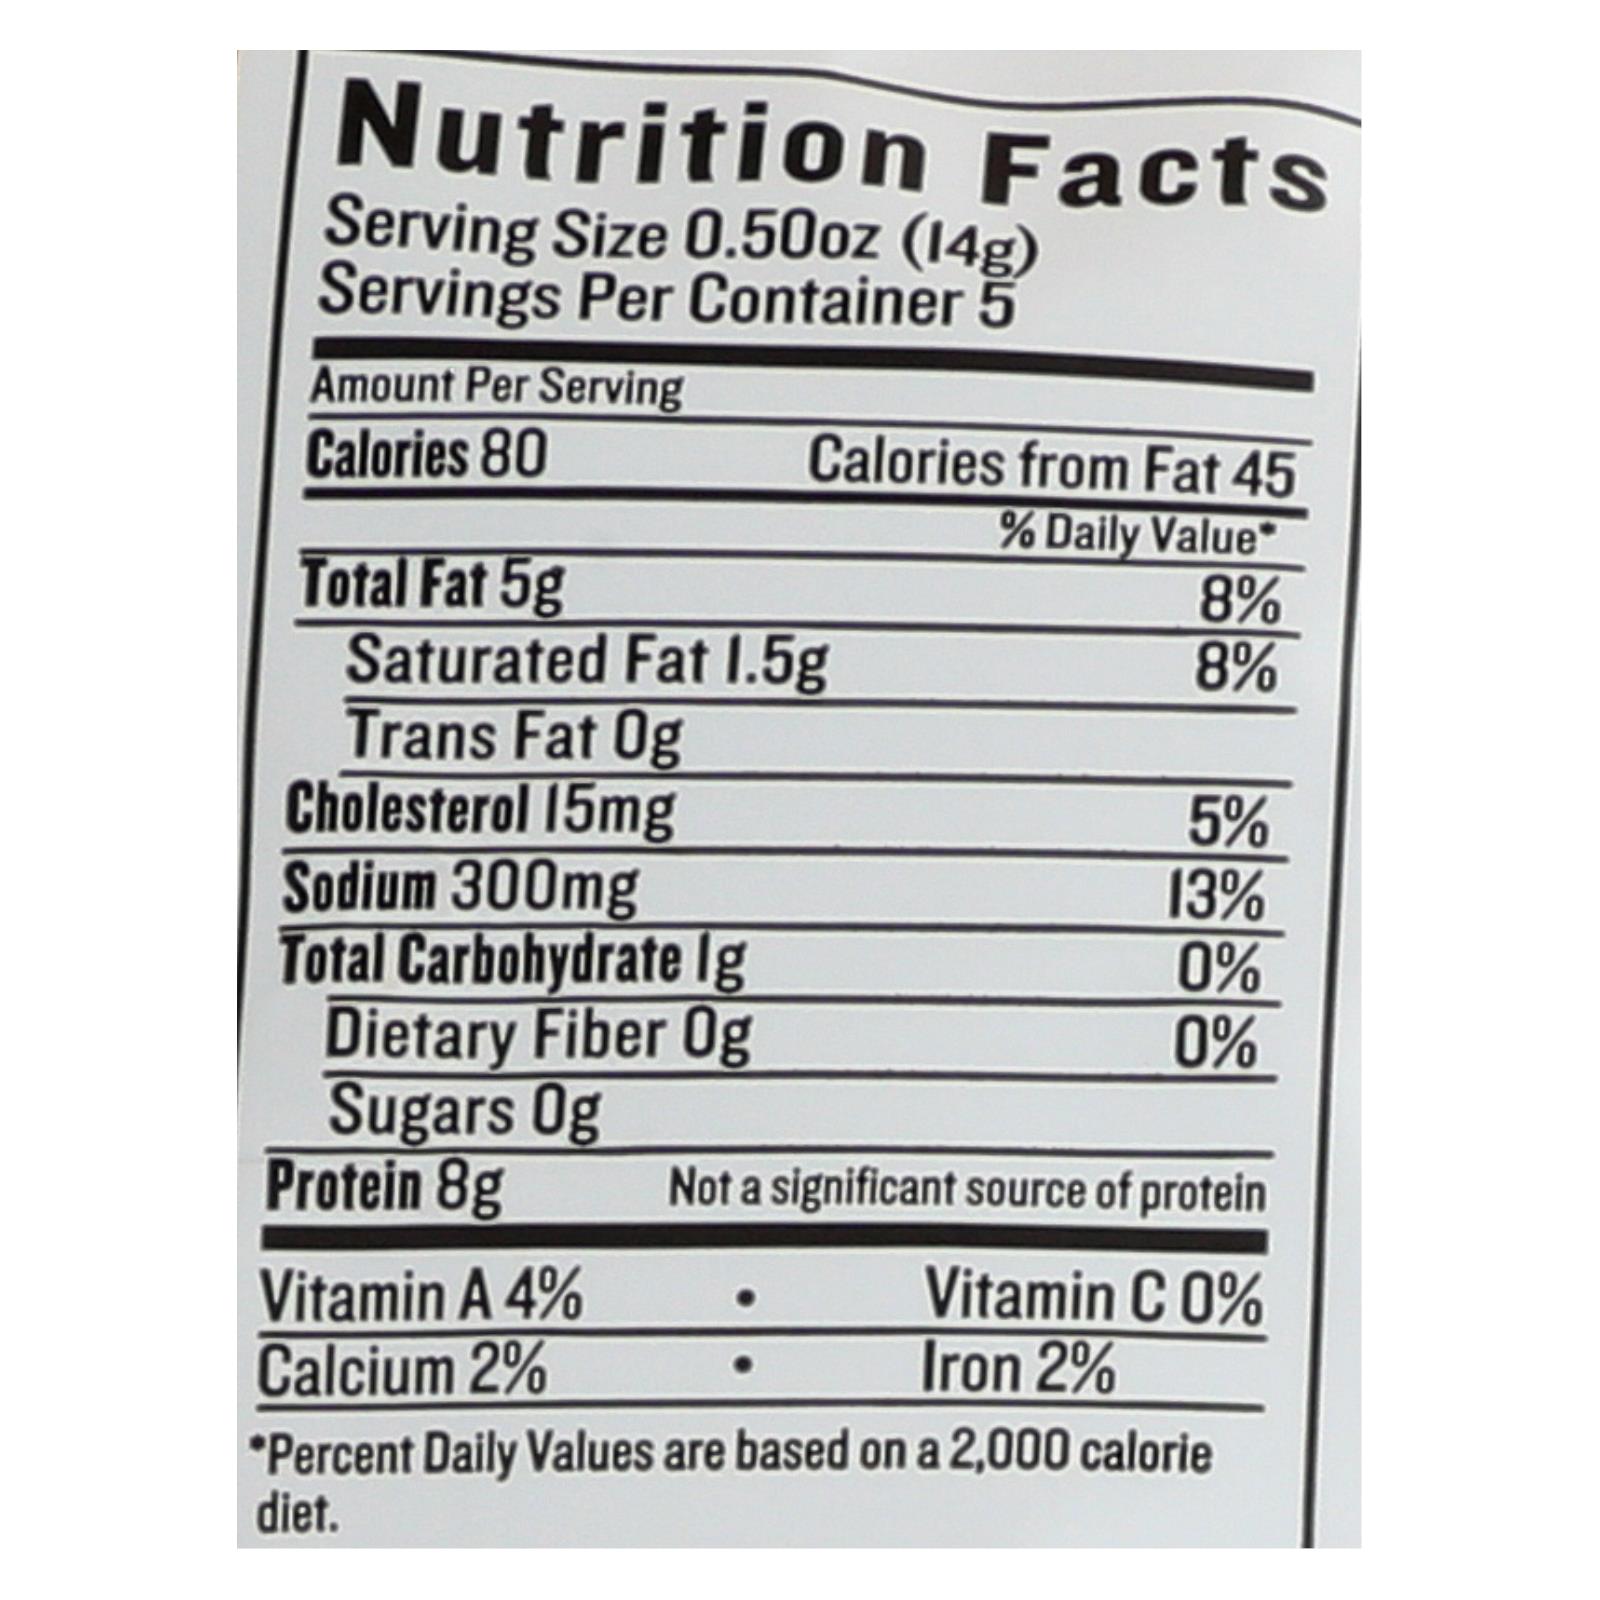 Nutrition Facts
Serving Size 0.50oz (14g)
Servings Per Container 5
Amount Per Serving
Calories 80 Calories from Fat 45
% Daily Value*
Total Fat 5g 8%
Saturated Fat 1.5g 8%
Trans Fat 0g
Cholesterol 15mg 5%
Sodium 300mg 13%
Total Carbohydrate 1g 0%
Dietary Fiber 0g 0%
Sugars 0g
Protein 8g Not a significant source of protein
Vitamin A 4% • Vitamin C 0%
Calcium 2% • Iron 2%
*Percent Daily Values are based on a 2,000 calorie
diet.